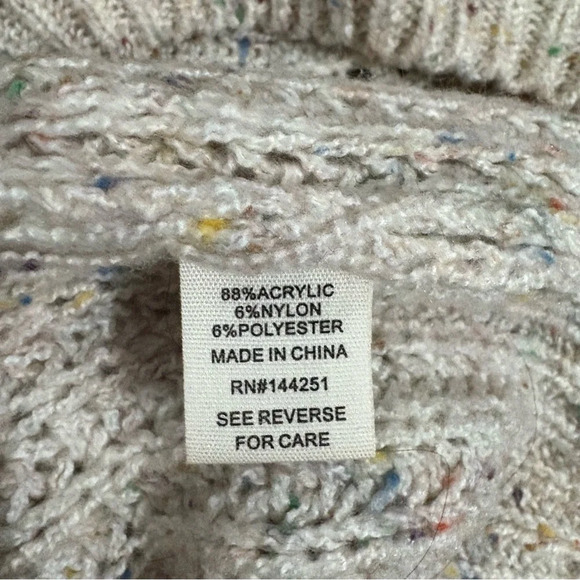 88%ACRYLIC
6%NYLON
6%POLYESTER
MADE IN CHINA
RN#144251
SEE REVERSE
FOR CARE